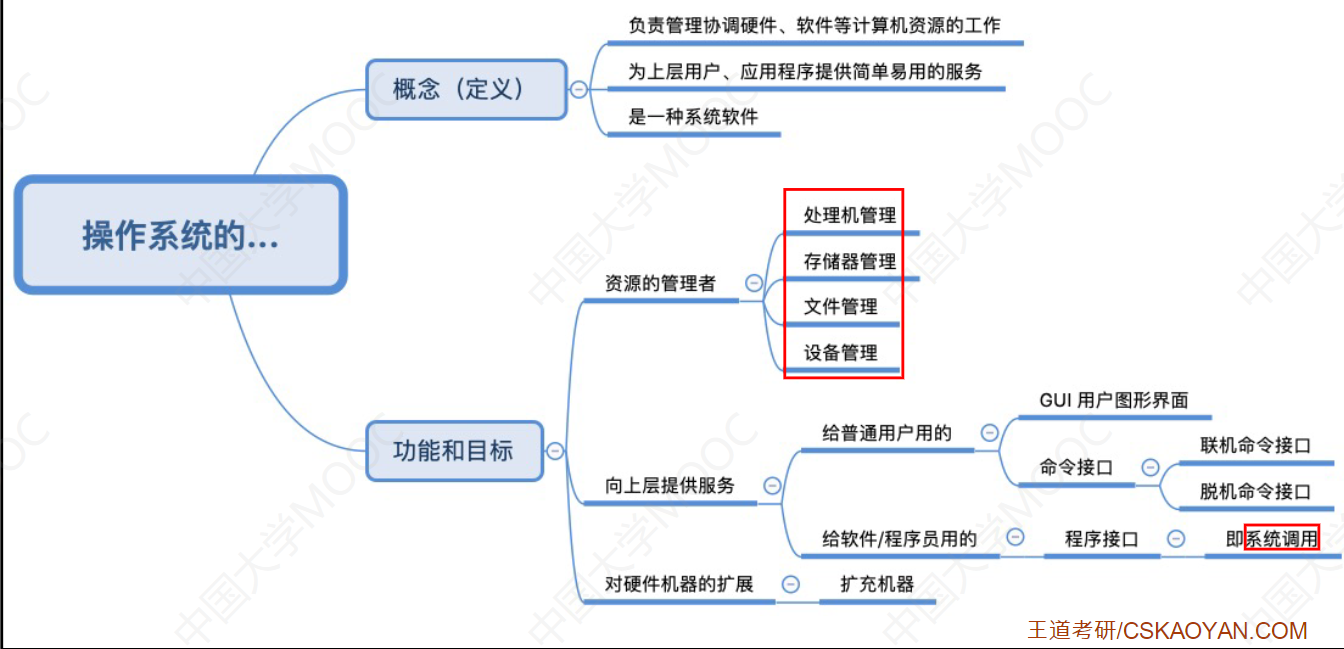 操作系统的...
概念（定义）
负责管理协调硬件、软件等计算机资源的工作
为上层用户、应用程序提供简单易用的服务
是一种系统软件
功能和目标
资源的管理者
处理机管理
存储器管理
文件管理
设备管理
向上层提供服务
给普通用户用的
GUI 用户图形界面
命令接口
联机命令接口
脱机命令接口
给软件/程序员用的
程序接口
即系统调用
对硬件机器的扩展
扩充机器
王道考研/CSKAOYAN.COM
中国大学MOOC